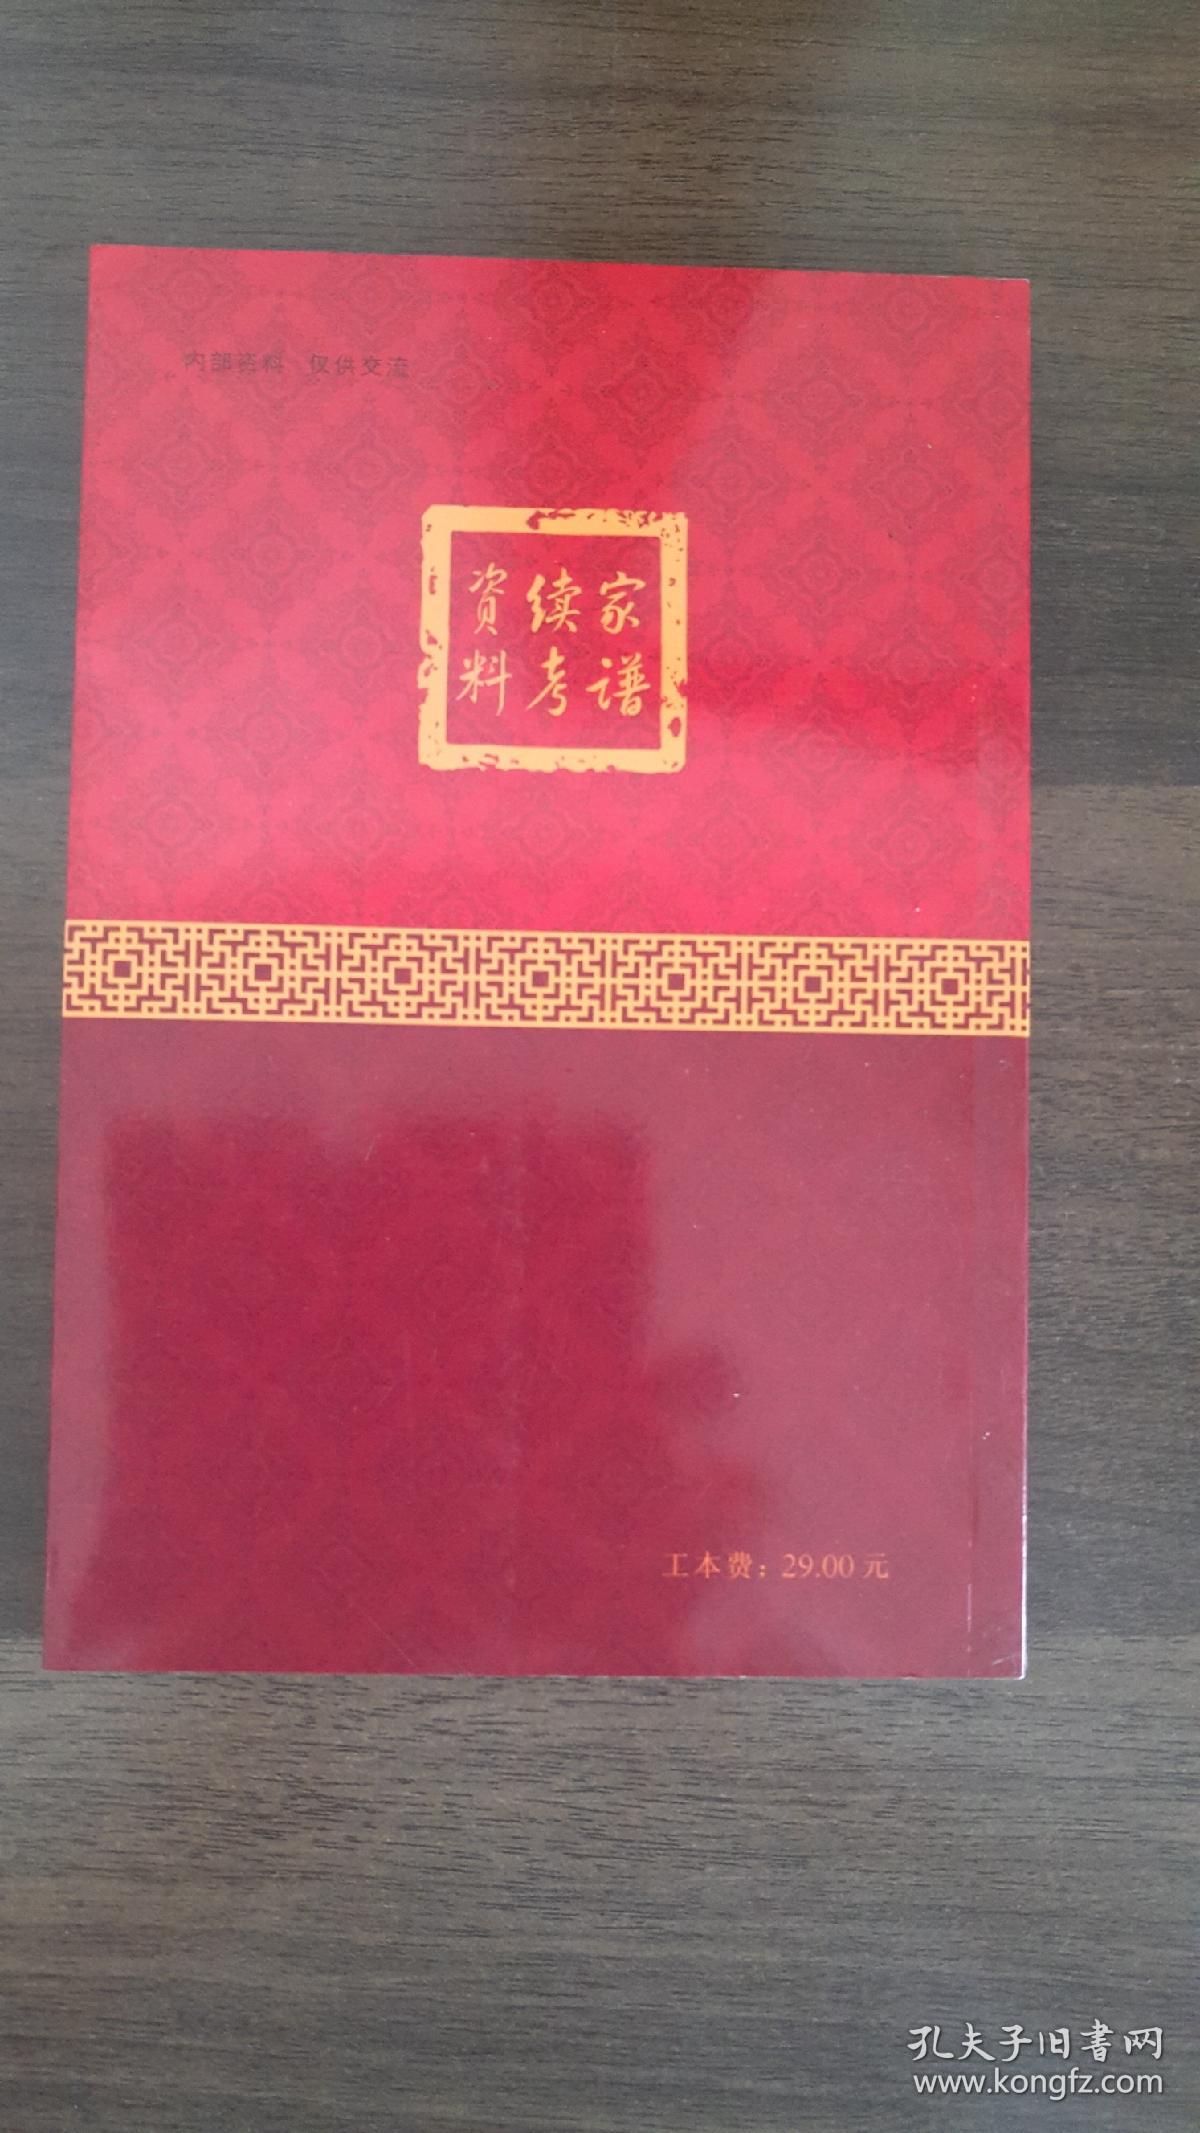 内部资料 仅供交流
家谱
续考
资料
工本费：29.00元
孔夫子旧书网
www.kongfz.com